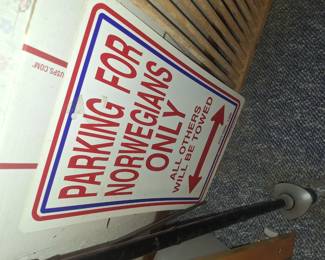 USPS.COM
PARKING FOR
NORWEGIANS
ONLY
ALL OTHERS
WILL BE TOWED